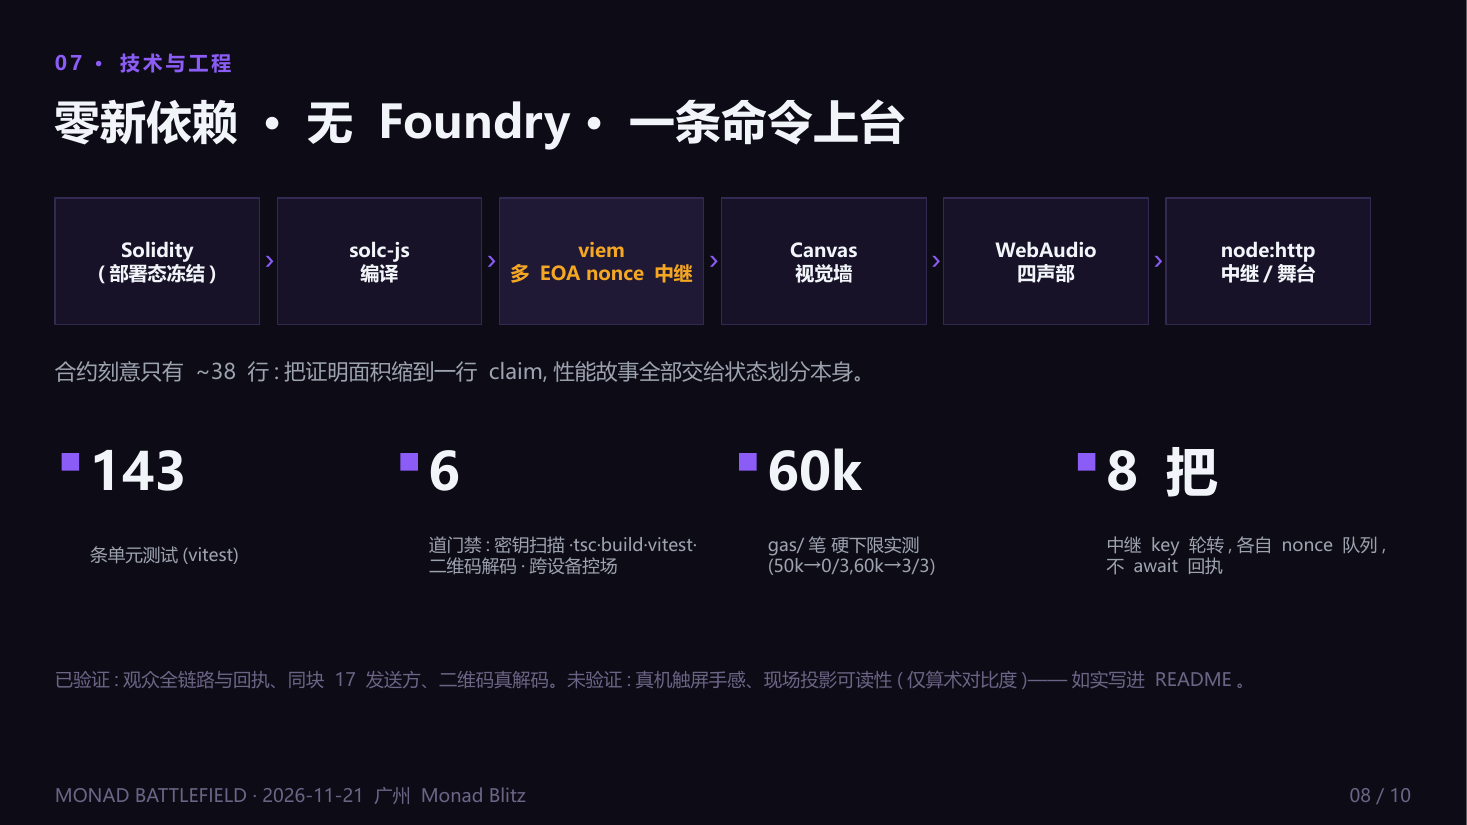 07 • 技术与工程
零新依赖 • 无 Foundry • 一条命令上台
Solidity
(部署态冻结)
›
solc-js
编译
›
viem
多 EOA nonce 中继
›
Canvas
视觉墙
›
WebAudio
四声部
›
node:http
中继 / 舞台
合约刻意只有 ~38 行:把证明面积缩到一行 claim,性能故事全部交给状态划分本身。
143
条单元测试 (vitest)
6
道门禁:密钥扫描·tsc·build·vitest·
二维码解码·跨设备控场
60k
gas/ 笔 硬下限实测
(50k→0/3,60k→3/3)
8 把
中继 key 轮转,各自 nonce 队列,
不 await 回执
已验证:观众全链路与回执、同块 17 发送方、二维码真解码。未验证:真机触屏手感、现场投影可读性(仅算术对比度)—— 如实写进 README。
MONAD BATTLEFIELD · 2026-11-21 广州 Monad Blitz
08 / 10